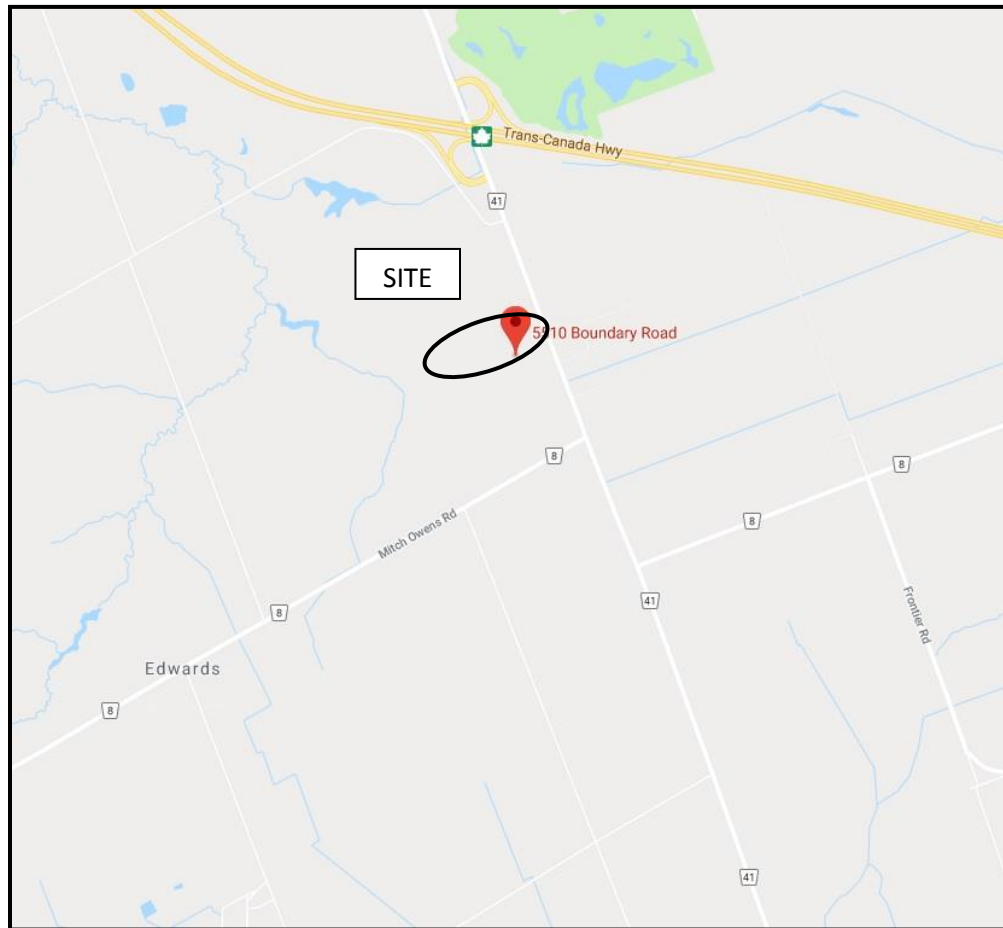 Trans-Canada Hwy
41
SITE
5510 Boundary Road
8
8
Mitch Owens Rd
8
41
Frontier Rd
8
Edwards
8
41